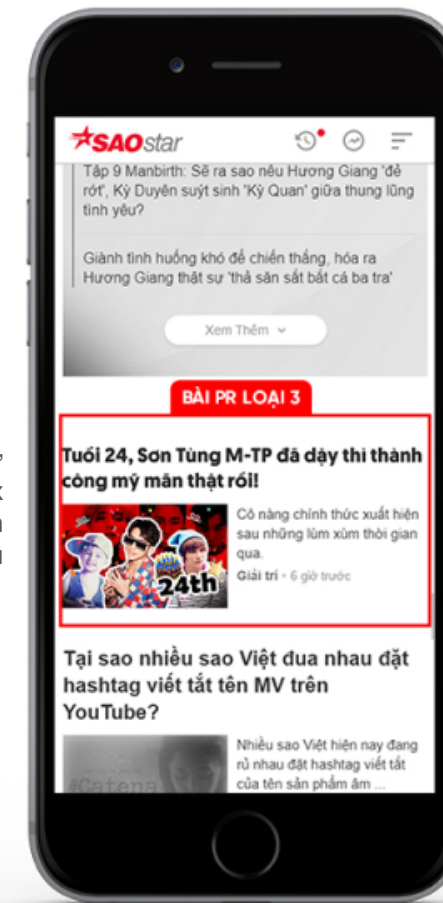 SAOstar
Tập 9 Manbirth: Sẽ ra sao nếu Hương Giang 'đẻ
rớt', Kỳ Duyên suýt sinh 'Kỳ Quan' giữa thung lũng
tình yêu?
Giành tình huống khó để chiến thắng, hóa ra
Hương Giang thật sự 'thả săn sắt bắt cá ba tra'
Xem Thêm
BÀI PR LOẠI 3
Tuổi 24, Sơn Tùng M-TP đã dậy thì thành
công mỹ mãn thật rồi!
Cô nàng chính thức xuất hiện
sau những lùm xùm thời gian
qua.
24th
Giải trí • 6 giờ trước
Tại sao nhiều sao Việt đua nhau đặt
hashtag viết tắt tên MV trên
YouTube?
Nhiều sao Việt hiện nay đang
rủ nhau đặt hashtag viết tắt
của tên sản phẩm âm ...
#Catena